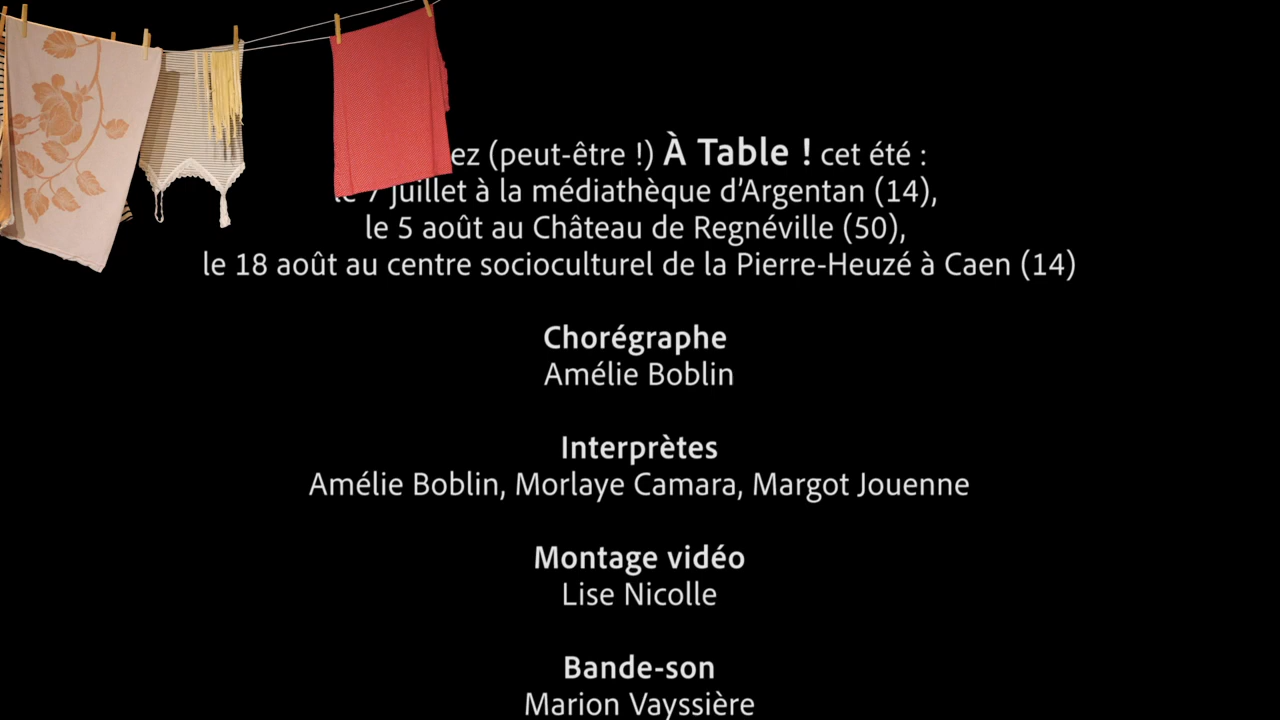 (peut-être !) À Table ! cet été :
7 juillet à la médiathèque d’Argentan (14),
le 5 août au Château de Regnéville (50),
le 18 août au centre socioculturel de la Pierre-Heuzé à Caen (14)
Chorégraphe
Amélie Boblin
Interprètes
Amélie Boblin, Morlaye Camara, Margot Jouenne
Montage vidéo
Lise Nicolle
Bande-son
Marion Vayssière